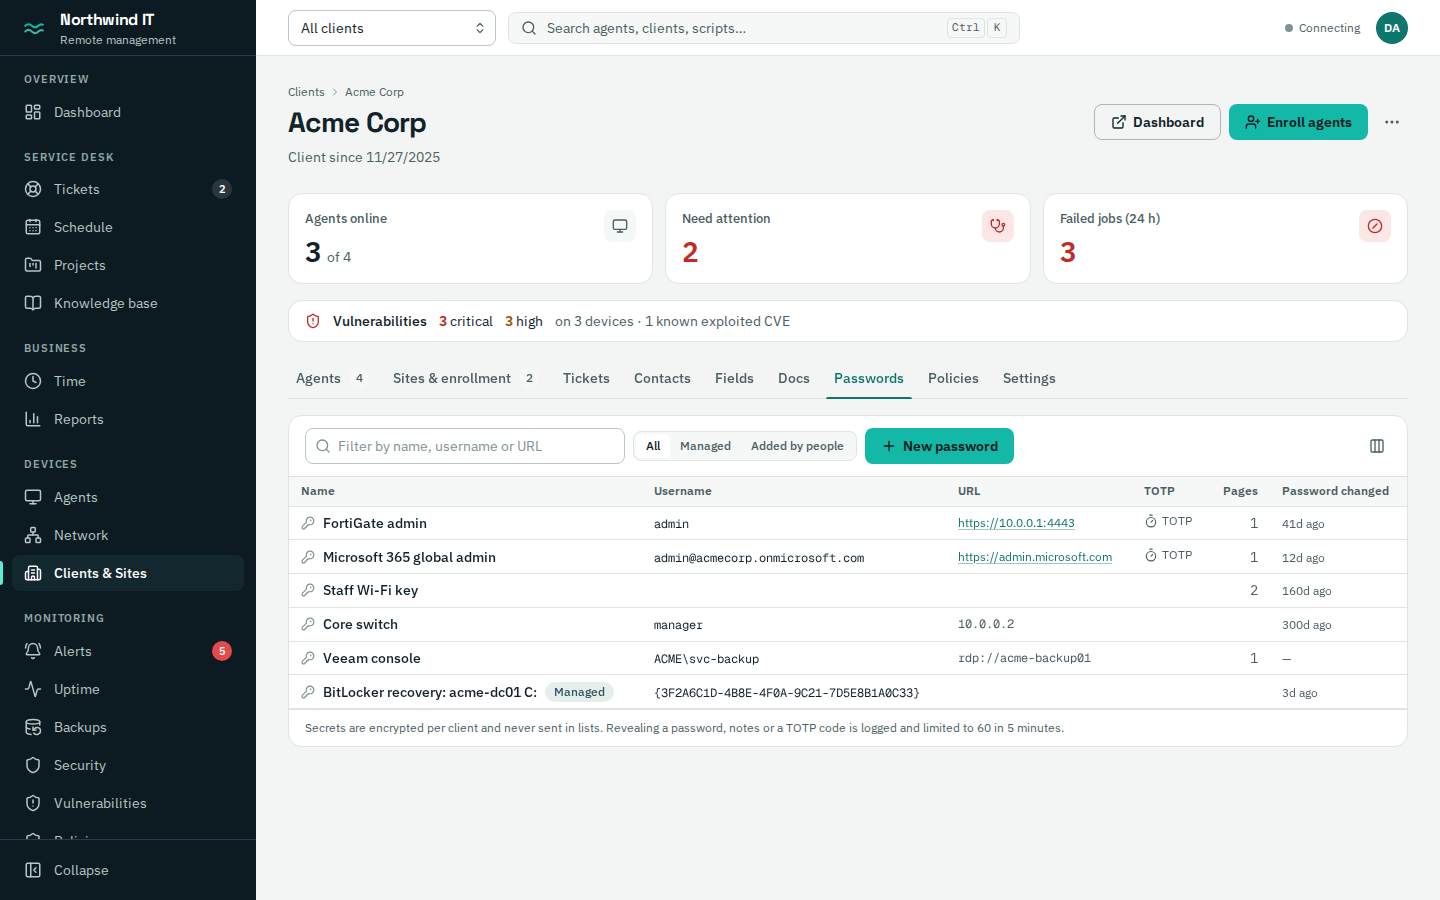 Northwind IT
Remote management
All clients
Search agents, clients, scripts...
Ctrl K
Connecting
DA
OVERVIEW
Dashboard
SERVICE DESK
Tickets 2
Schedule
Projects
Knowledge base
BUSINESS
Time
Reports
DEVICES
Agents
Network
Clients & Sites
MONITORING
Alerts 5
Uptime
Backups
Security
Vulnerabilities
Collapse
Clients > Acme Corp
Acme Corp
Client since 11/27/2025
Dashboard
Enroll agents
Agents online
3 of 4
Need attention
2
Failed jobs (24 h)
3
Vulnerabilities 3 critical 3 high on 3 devices · 1 known exploited CVE
Agents 4 Sites & enrollment 2 Tickets Contacts Fields Docs Passwords Policies Settings
Filter by name, username or URL
All Managed Added by people
New password
Name Username URL TOTP Pages Password changed
FortiGate admin admin https://10.0.0.1:4443 TOTP 1 41d ago
Microsoft 365 global admin admin@acmecorp.onmicrosoft.com https://admin.microsoft.com TOTP 1 12d ago
Staff Wi-Fi key 2 160d ago
Core switch manager 10.0.0.2 300d ago
Veeam console ACME\svc-backup rdp://acme-backup01 1 —
BitLocker recovery: acme-dc01 C: Managed {3F2A6C1D-4B8E-4F0A-9C21-7D5E8B1A0C33} 3d ago
Secrets are encrypted per client and never sent in lists. Revealing a password, notes or a TOTP code is logged and limited to 60 in 5 minutes.